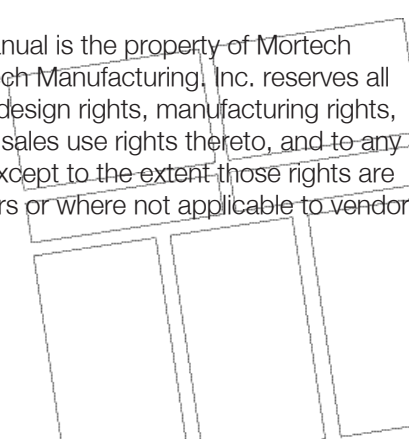 anual is the property of Mortech
ch Manufacturing. Inc. reserves all
design rights, manufacturing rights,
sales use rights thereto, and to any
xcept to the extent those rights are
rs or where not applicable to vendor